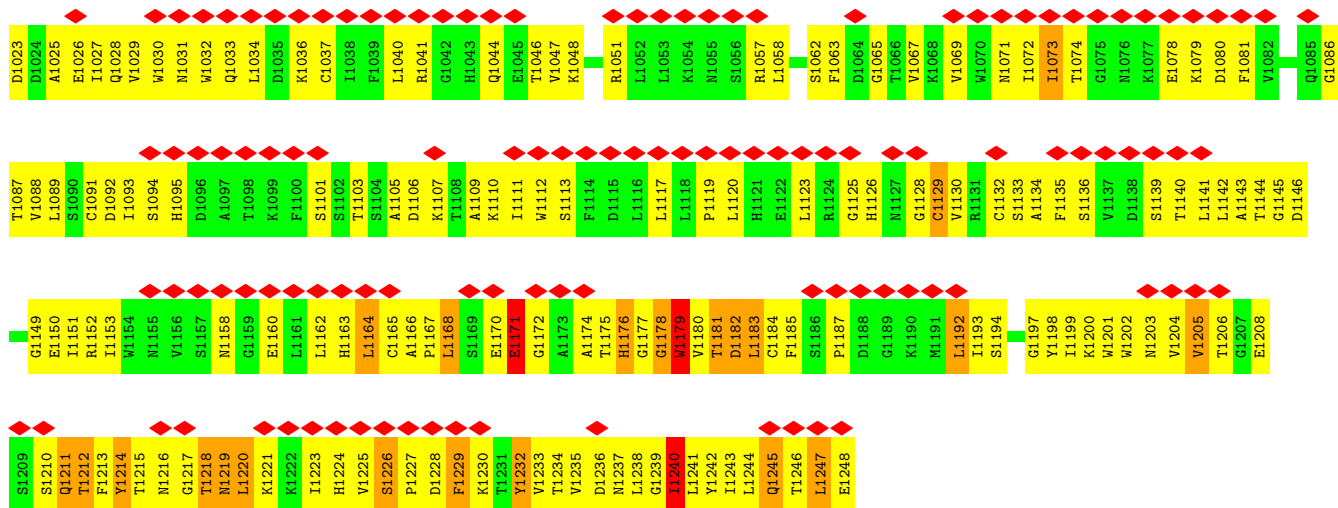 D1023 D1024 A1025 E1026 I1027 Q1028 V1029 W1030 N1031 W1032 Q1033 L1034 D1035 K1036 C1037 I1038 F1039 L1040 R1041 G1042 H1043 Q1044 E1045 T1046 V1047 K1048 R1051 L1052 L1053 K1054 N1055 S1056 R1057 L1058 S1062 F1063 D1064 G1065 T1066 V1067 K1068 V1069 W1070 N1071 I1072 I1073 T1074 G1075 N1076 K1077 E1078 K1079 D1080 F1081 V1082 Q1085 G1086
T1087 V1088 L1089 S1090 C1091 D1092 I1093 S1094 H1095 D1096 A1097 T1098 K1099 F1100 S1101 S1102 T1103 S1104 A1105 D1106 K1107 T1108 A1109 K1110 I1111 W1112 S1113 F1114 D1115 L1116 L1117 L1118 P1119 L1120 H1121 E1122 L1123 R1124 G1125 H1126 N1127 G1128 C1129 V1130 R1131 C1132 S1133 A1134 F1135 S1136 V1137 D1138 S1139 T1140 L1141 L1142 A1143 T1144 G1145 D1146
G1149 E1150 I1151 R1152 I1153 W1154 N1155 V1156 S1157 N1158 G1159 E1160 L1161 L1162 H1163 L1164 C1165 A1166 P1167 L1168 S1169 E1170 E1171 G1172 A1173 A1174 T1175 H1176 G1177 G1178 W1179 V1180 T1181 D1182 L1183 C1184 F1185 S1186 P1187 D1188 G1189 K1190 M1191 L1192 I1193 S1194 G1197 Y1198 I1199 K1200 W1201 W1202 N1203 V1204 V1205 T1206 G1207 E1208
S1209 S1210 Q1211 T1212 F1213 Y1214 T1215 N1216 G1217 T1218 N1219 L1220 K1221 K1222 I1223 H1224 V1225 S1226 P1227 D1228 F1229 K1230 T1231 Y1232 V1233 T1234 V1235 D1236 N1237 L1238 G1239 I1240 L1241 Y1242 I1243 L1244 Q1245 T1246 L1247 E1248